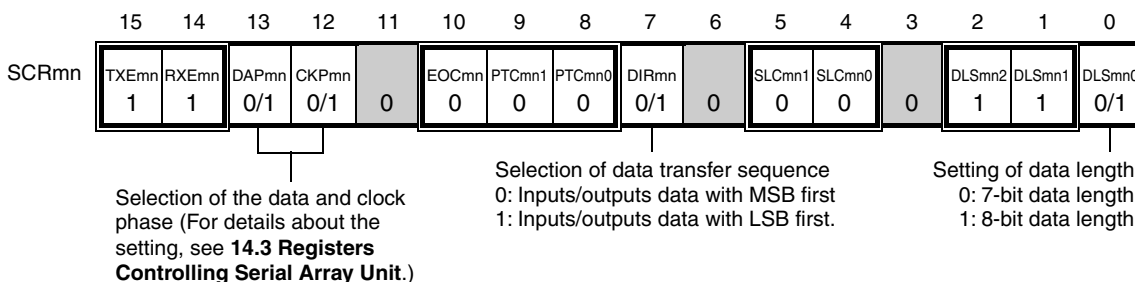 15 14 13 12 11 10 9 8 7 6 5 4 3 2 1 0
SCRmn TXEmn RXEmn DAPmn CKPmn EOCmn PTCmn1 PTCmn0 DIRmn SLCmn1 SLCmn0 DLSmn2 DLSmn1 DLSmn0
1 1 0/1 0/1 0 0 0 0 0/1 0 0 0 0 1 1 0/1
Selection of the data and clock
phase (For details about the
setting, see 14.3 Registers
Controlling Serial Array Unit.)
Selection of data transfer sequence
0: Inputs/outputs data with MSB first
1: Inputs/outputs data with LSB first.
Setting of data length
0: 7-bit data length
1: 8-bit data length